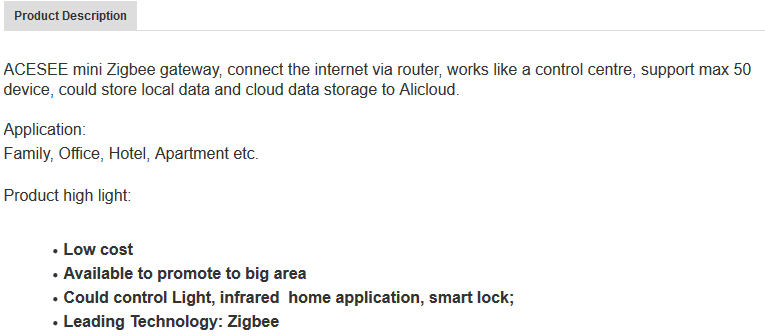 Product Description
ACESEE mini Zigbee gateway, connect the internet via router, works like a control centre, support max 50
device, could store local data and cloud data storage to Alicloud.
Application:
Family, Office, Hotel, Apartment etc.
Product high light:
• Low cost
• Available to promote to big area
• Could control Light, infrared  home application, smart lock;
• Leading Technology: Zigbee